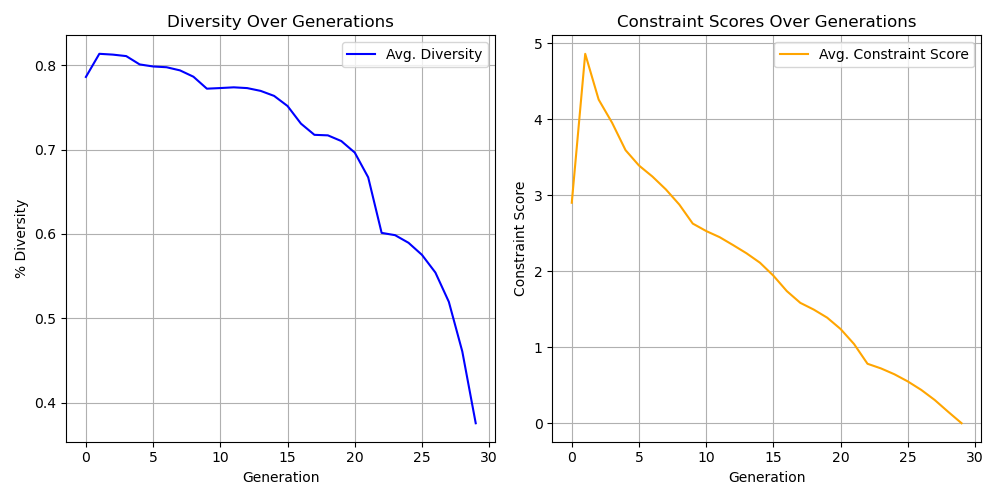 Diversity Over Generations
Avg. Diversity
% Diversity
0.8
0.7
0.6
0.5
0.4
0 5 10 15 20 25 30
Generation
Constraint Scores Over Generations
Avg. Constraint Score
Constraint Score
5
4
3
2
1
0
0 5 10 15 20 25 30
Generation